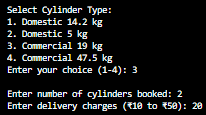 Select Cylinder Type:
1. Domestic 14.2 kg
2. Domestic 5 kg
3. Commercial 19 kg
4. Commercial 47.5 kg
Enter your choice (1-4): 3
Enter number of cylinders booked: 2
Enter delivery charges (₹10 to ₹50): 20